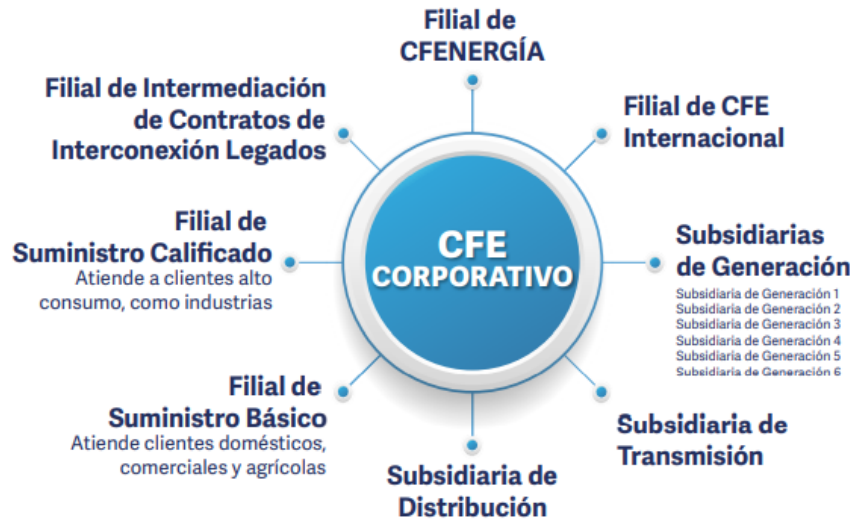 Filial de
CFENERGÍA
Filial de Intermediación
de Contratos de
Interconexión Legados
Filial de CFE
Internacional
Filial de
Suministro Calificado
Atiende a clientes alto
consumo, como industrias
CFE
CORPORATIVO
Subsidiarias
de Generación
Subsidiaria de Generación 1
Subsidiaria de Generación 2
Subsidiaria de Generación 3
Subsidiaria de Generación 4
Subsidiaria de Generación 5
Subsidiaria de Generación 6
Filial de
Suministro Básico
Atiende clientes domésticos,
comerciales y agrícolas
Subsidiaria de
Transmisión
Subsidiaria de
Distribución